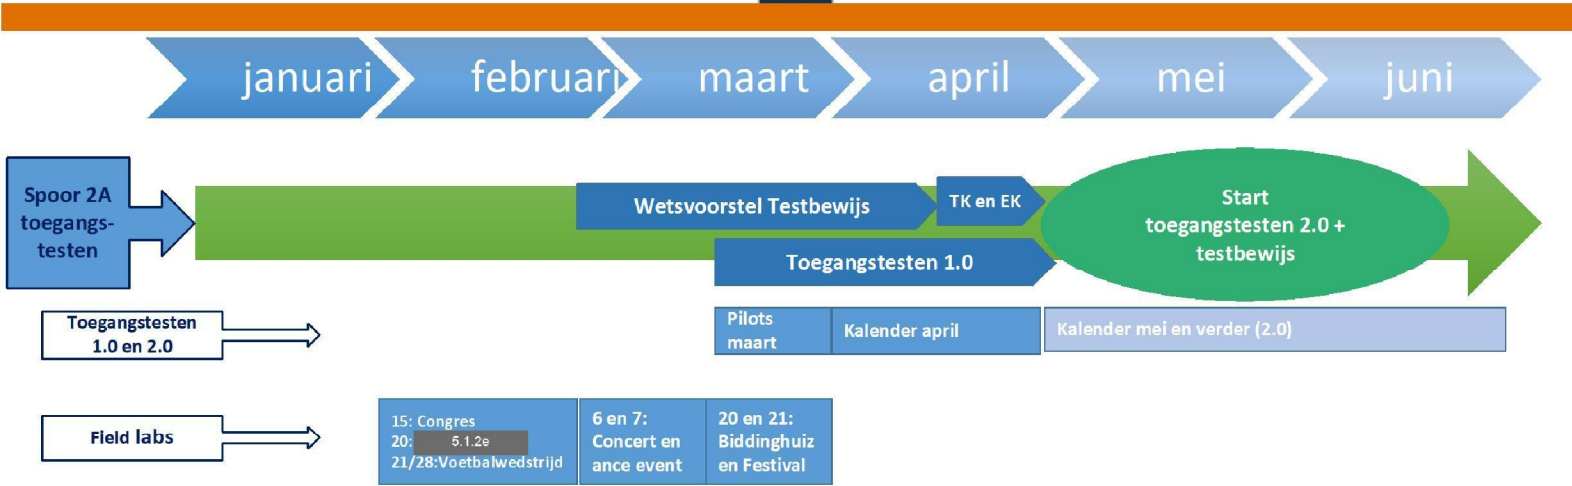 januari
februari
maart
april
mei
juni
Spoor 2A
toegangs-
testen
Wetsvoorstel Testbewijs
TK en EK
Toegangstesten 1.0
Start
toegangstesten 2.0 +
testbewijs
Toegangstesten
1.0 en 2.0
Pilots
maart
Kalender april
Kalender mei en verder (2.0)
Field labs
15: Congres
20: 5.1.2e
21/28:Voetbalwedstrijd
6 en 7:
Concert en
ance event
20 en 21:
Biddinghuiz
en Festival